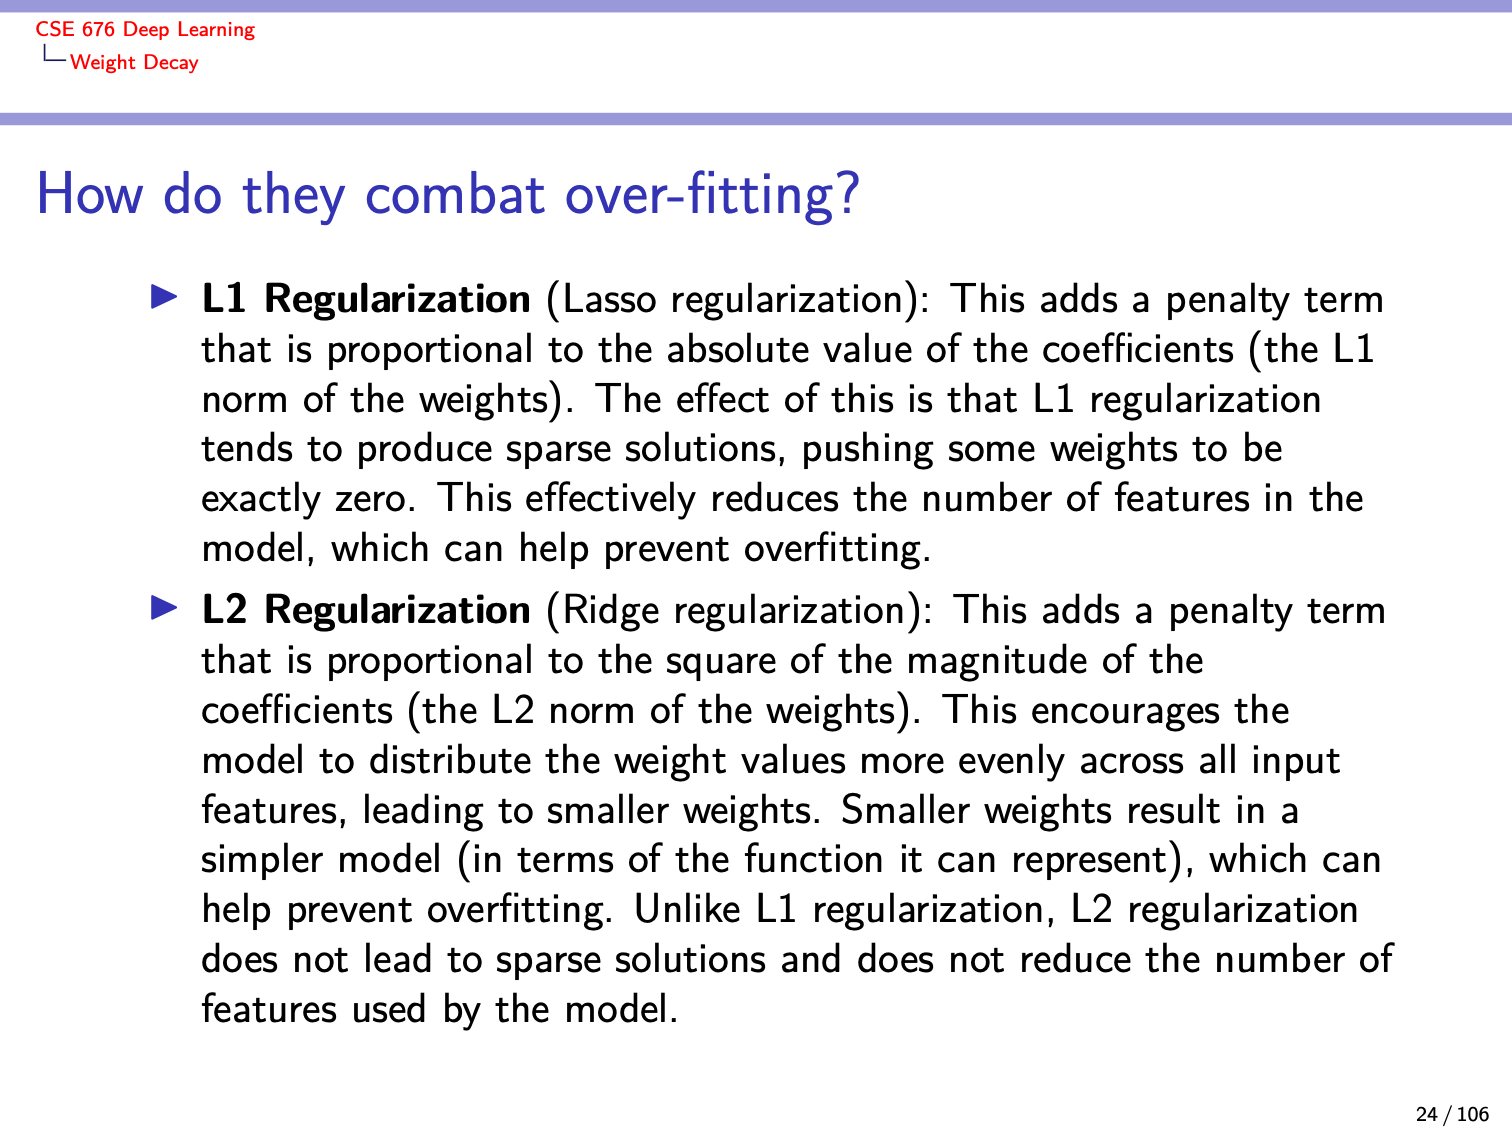 CSE 676 Deep Learning
Weight Decay
How do they combat over-fitting?
▶ L1 Regularization (Lasso regularization): This adds a penalty term
that is proportional to the absolute value of the coefficients (the L1
norm of the weights). The effect of this is that L1 regularization
tends to produce sparse solutions, pushing some weights to be
exactly zero. This effectively reduces the number of features in the
model, which can help prevent overfitting.
▶ L2 Regularization (Ridge regularization): This adds a penalty term
that is proportional to the square of the magnitude of the
coefficients (the L2 norm of the weights). This encourages the
model to distribute the weight values more evenly across all input
features, leading to smaller weights. Smaller weights result in a
simpler model (in terms of the function it can represent), which can
help prevent overfitting. Unlike L1 regularization, L2 regularization
does not lead to sparse solutions and does not reduce the number of
features used by the model.
24 / 106